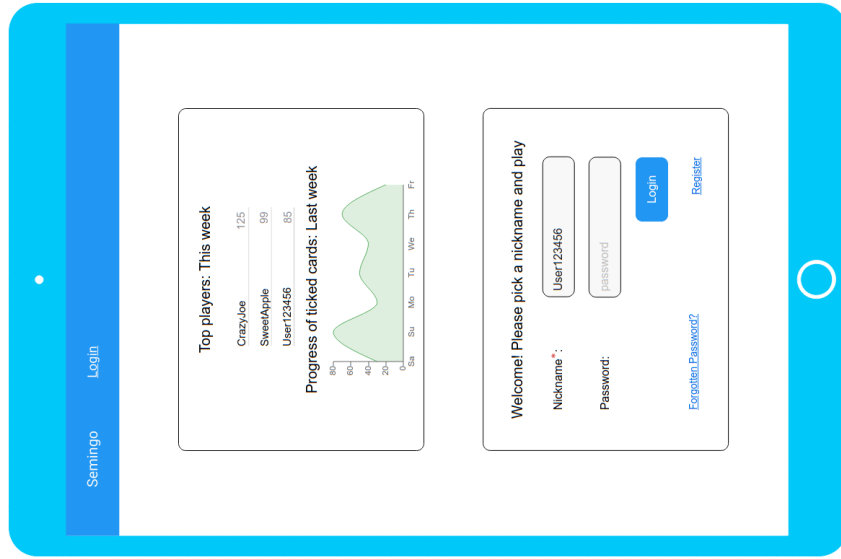 Semingo Login
Top players: This week
CrazyJoe 125
SweetApple 99
User123456 85
Progress of ticked cards: Last week
80
60
40
20
0
Sa Su Mo Tu We Th Fr
Welcome! Please pick a nickname and play
Nickname*: User123456
Password: password
Login
Forgotten Password? Register